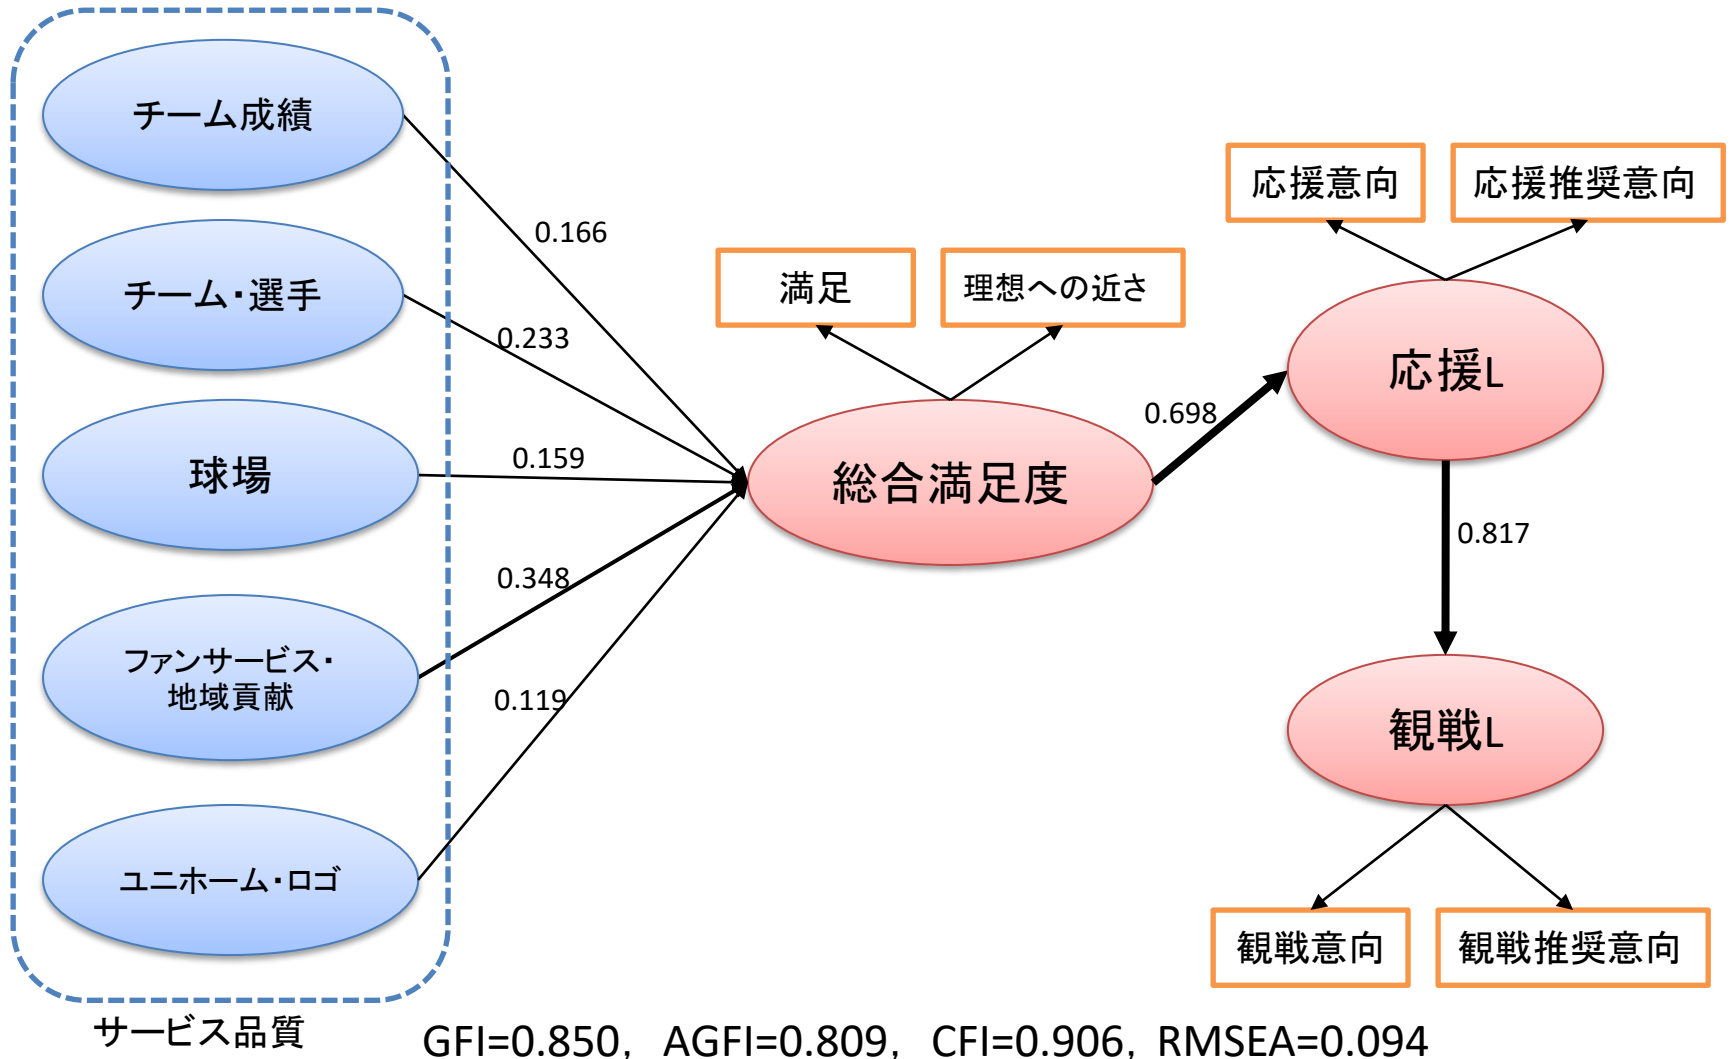 チーム成績
チーム・選手
球場
ファンサービス・
地域貢献
ユニホーム・ロゴ
サービス品質
0.166
0.233
0.159
0.348
0.119
満足
理想への近さ
総合満足度
0.698
応援意向
応援推奨意向
応援L
0.817
観戦L
観戦意向
観戦推奨意向
GFI=0.850, AGFI=0.809, CFI=0.906, RMSEA=0.094